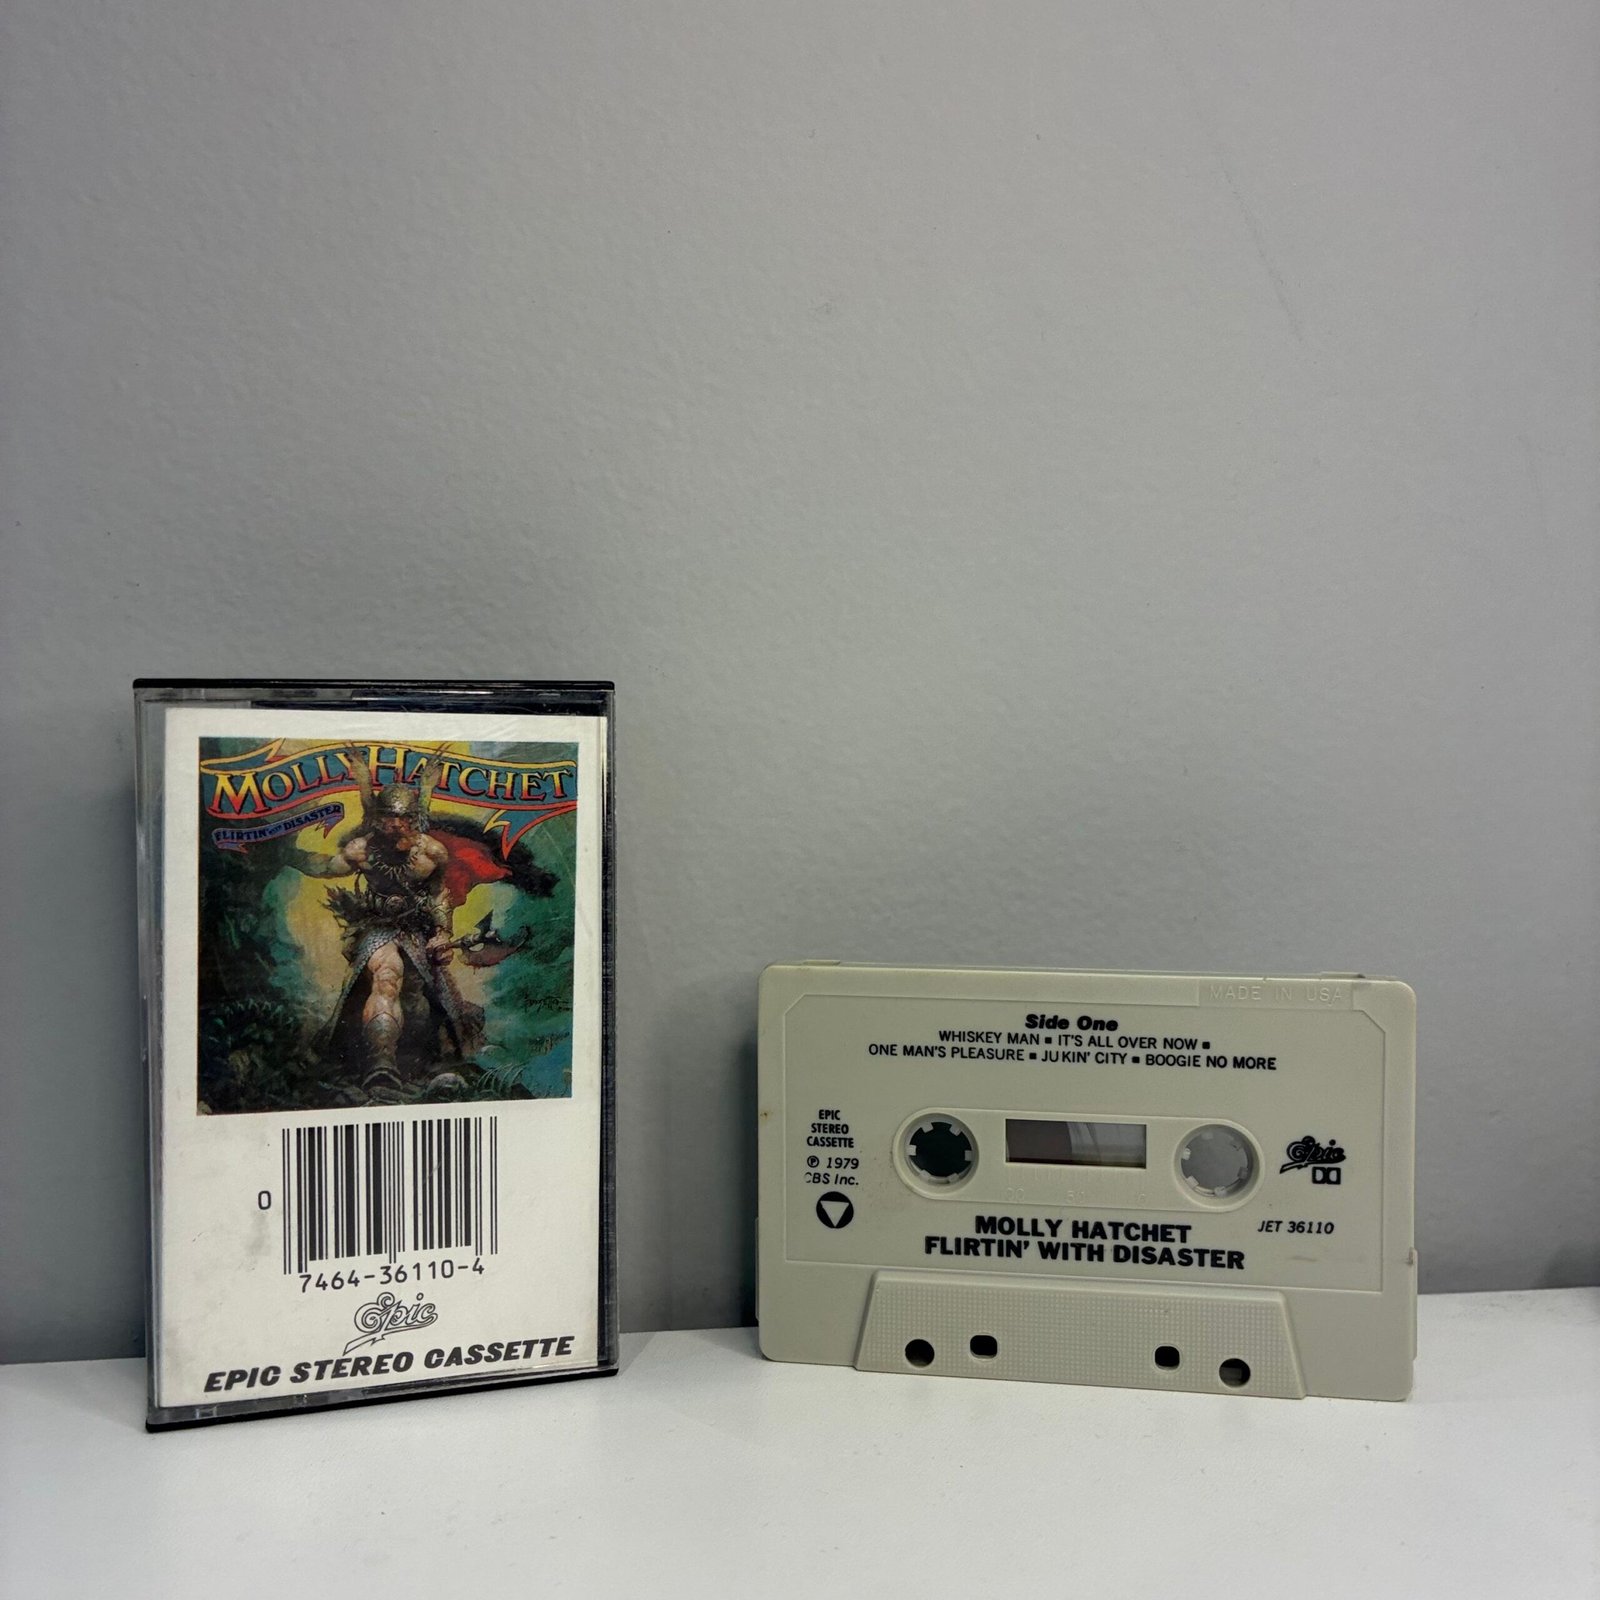 MOLLY HATCHET
FLIRTIN' WITH DISASTER
0
7464-36110-4
Epic
EPIC STEREO CASSETTE
MADE IN USA
Side One
WHISKEY MAN ■ IT'S ALL OVER NOW ■
ONE MAN'S PLEASURE ■ JUKIN' CITY ■ BOOGIE NO MORE
EPIC
STEREO
CASSETTE
℗ 1979
CBS Inc.
Epic
MOLLY HATCHET
FLIRTIN' WITH DISASTER
JET 36110